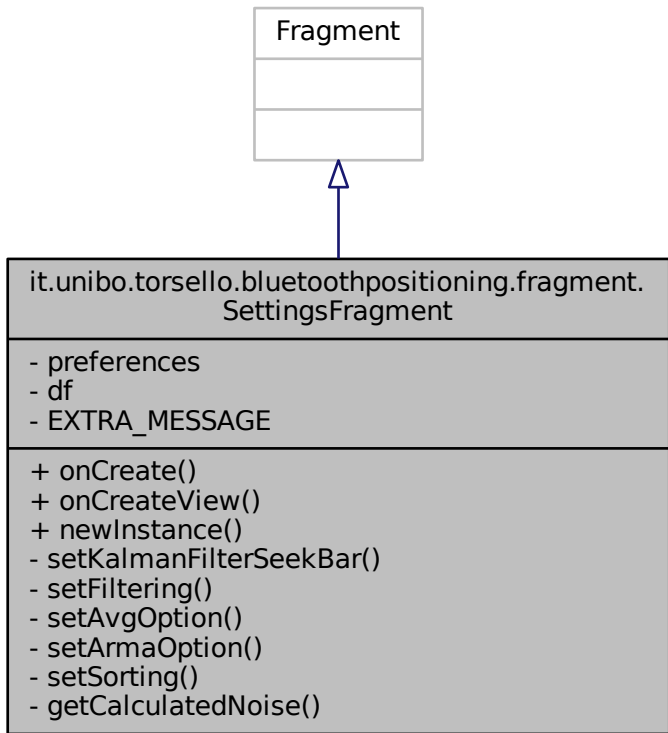 Fragment
it.unibo.torsello.bluetoothpositioning.fragment.
SettingsFragment
- preferences
- df
- EXTRA_MESSAGE
+ onCreate()
+ onCreateView()
+ newInstance()
- setKalmanFilterSeekBar()
- setFiltering()
- setAvgOption()
- setArmaOption()
- setSorting()
- getCalculatedNoise()